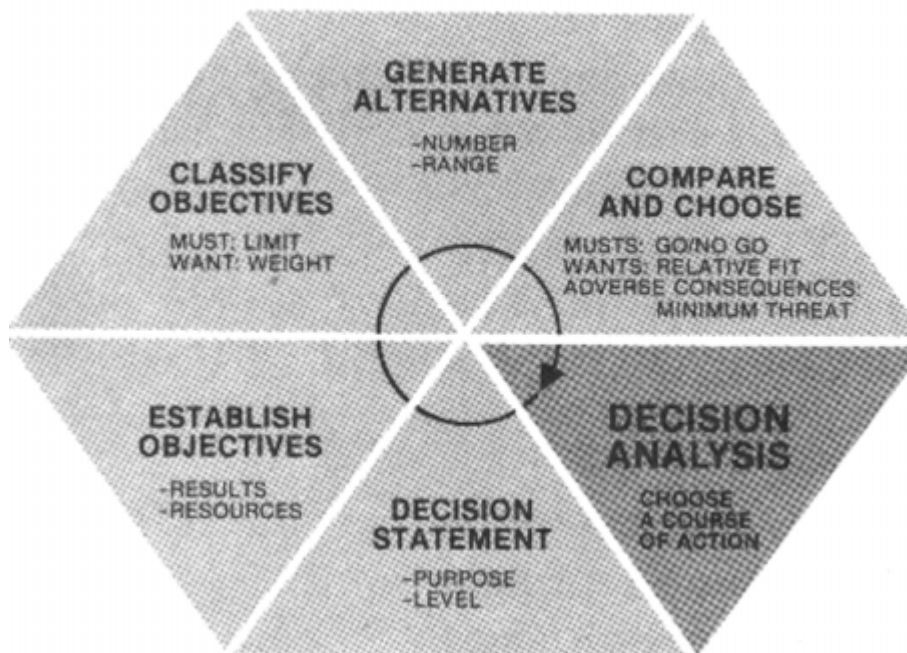 GENERATE
ALTERNATIVES
-NUMBER
-RANGE
CLASSIFY
OBJECTIVES
MUST: LIMIT
WANT: WEIGHT
COMPARE
AND CHOOSE
MUSTS: GO/NO GO
WANTS: RELATIVE FIT
ADVERSE CONSEQUENCES:
MINIMUM THREAT
ESTABLISH
OBJECTIVES
-RESULTS
-RESOURCES
DECISION
STATEMENT
-PURPOSE
-LEVEL
DECISION
ANALYSIS
CHOOSE
A COURSE
OF ACTION